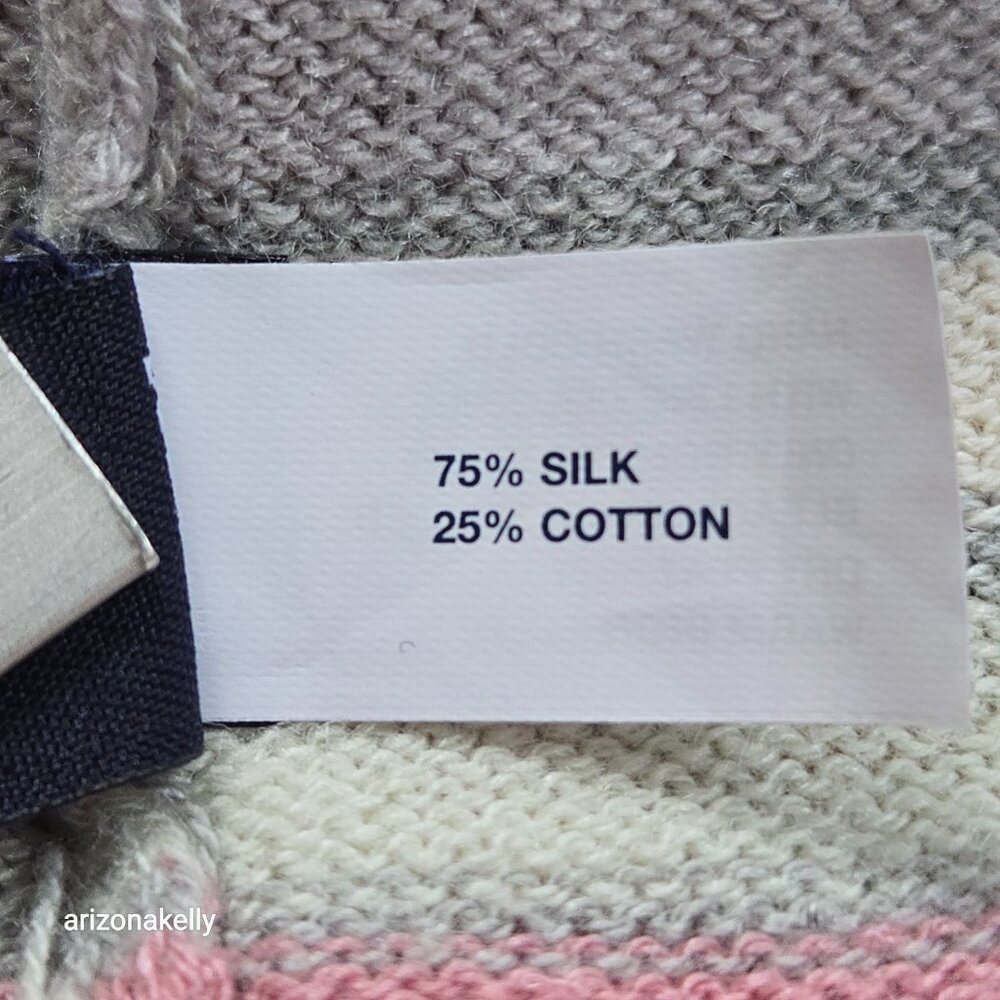 75% SILK
25% COTTON
arizonakelly